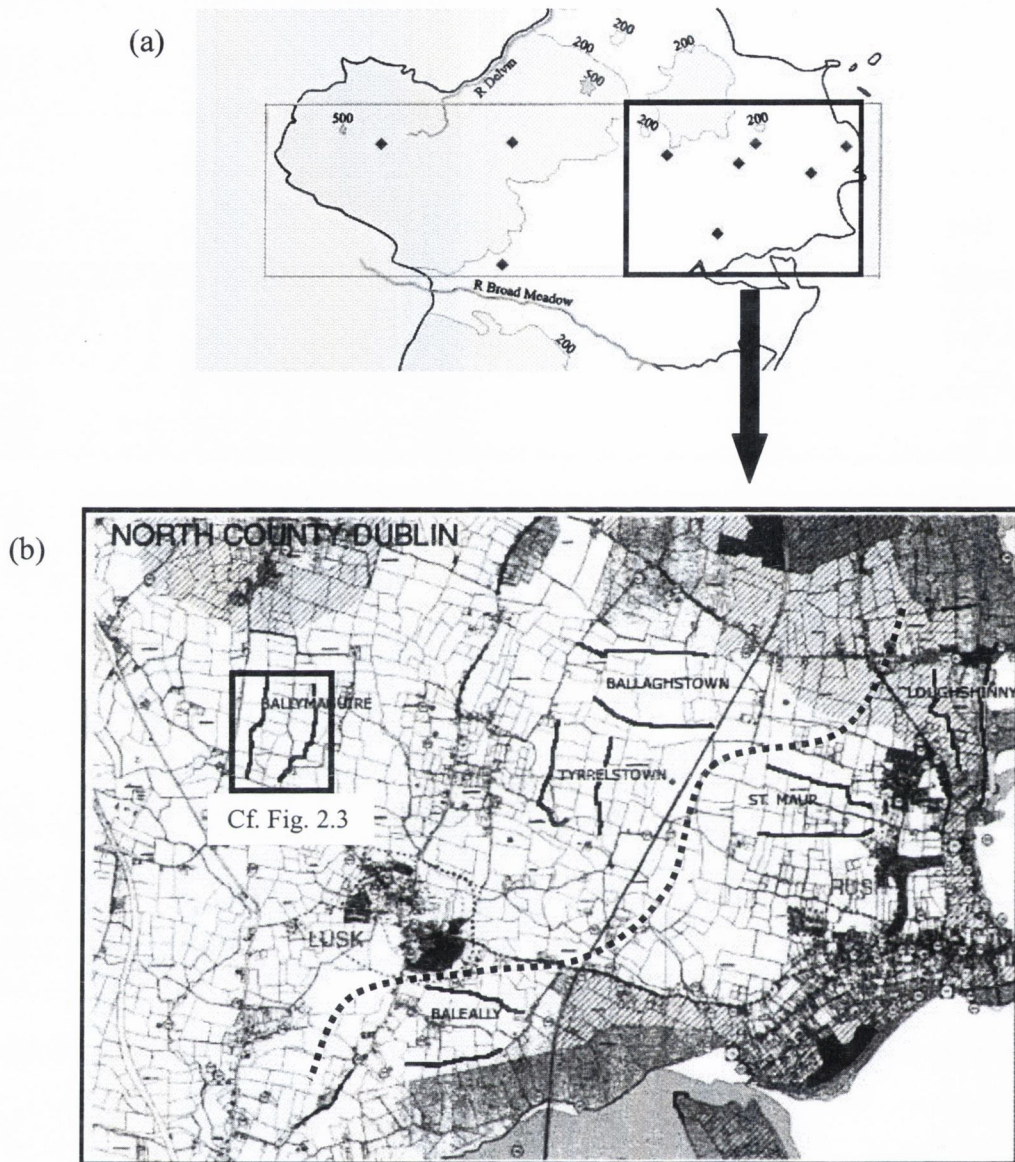 (a)
200
200
200
R Delvin
500
500
200
200
R Broad Meadow
200
(b)
NORTH COUNTY DUBLIN
BALLAGHSTOWN
LOUGHSHINNY
BALLYMAGUIRE
TYRRELSTOWN
ST. MAUR
Cf. Fig. 2.3
RUS
LUSK
BALEALLY